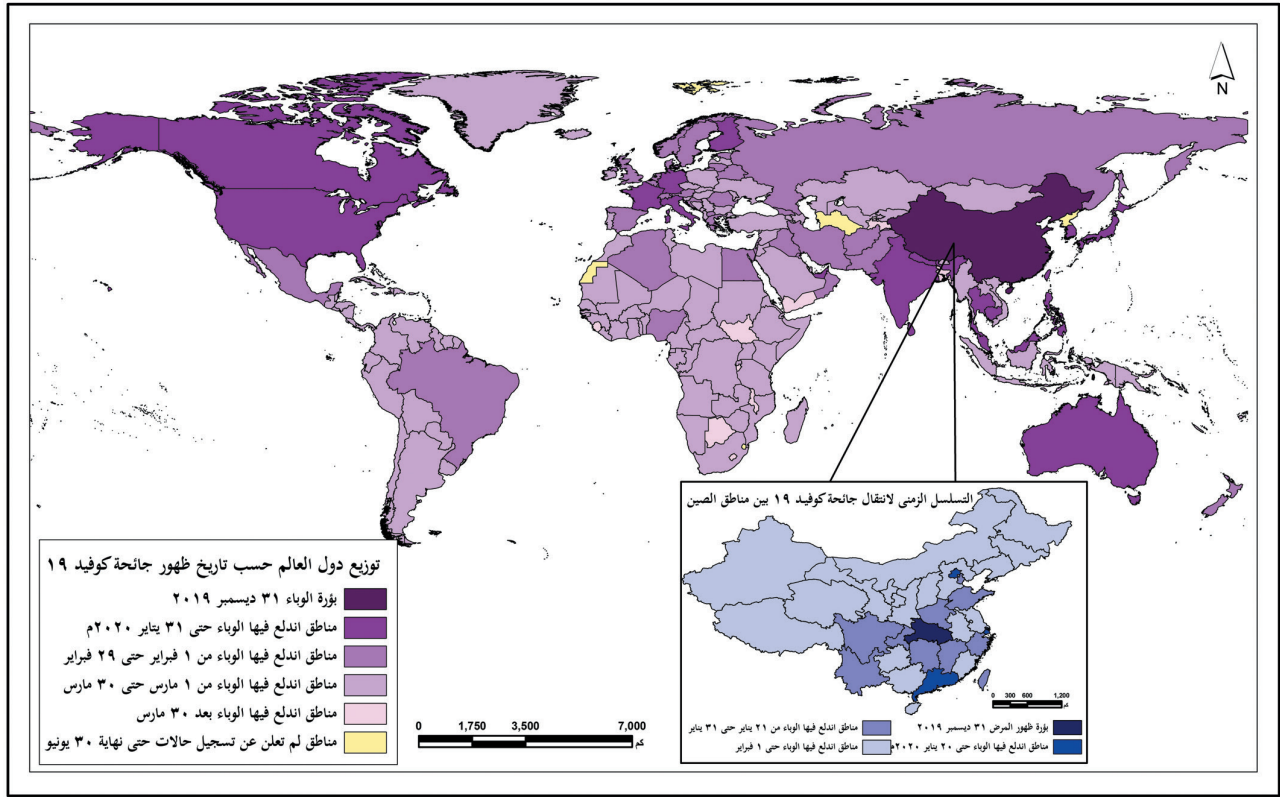 N
توزيع دول العالم حسب تاريخ ظهور جائحة كوفيد ١٩
بؤرة الوباء ٣١ ديسمبر ٢٠١٩
مناطق اندلع فيها الوباء حتى ٣١ يناير ٢٠٢٠م
مناطق اندلع فيها الوباء من ١ فبراير حتى ٢٩ فبراير
مناطق اندلع فيها الوباء من ١ مارس حتى ٣٠ مارس
مناطق اندلع فيها الوباء بعد ٣٠ مارس
مناطق لم تعلن عن تسجيل حالات حتى نهاية ٣٠ يونيو
0 1,750 3,500 7,000
كم
التسلسل الزمنى لانتقال جائحة كوفيد ١٩ بين مناطق الصين
0 300 600 1,200
كم
بؤرة ظهور المرض ٣١ ديسمبر ٢٠١٩
مناطق اندلع فيها الوباء حتى ٢٠ يناير ٢٠٢٠م
مناطق اندلع فيها الوباء من ٢١ يناير حتى ٣١ يناير
مناطق اندلع فيها الوباء حتى ١ فبراير